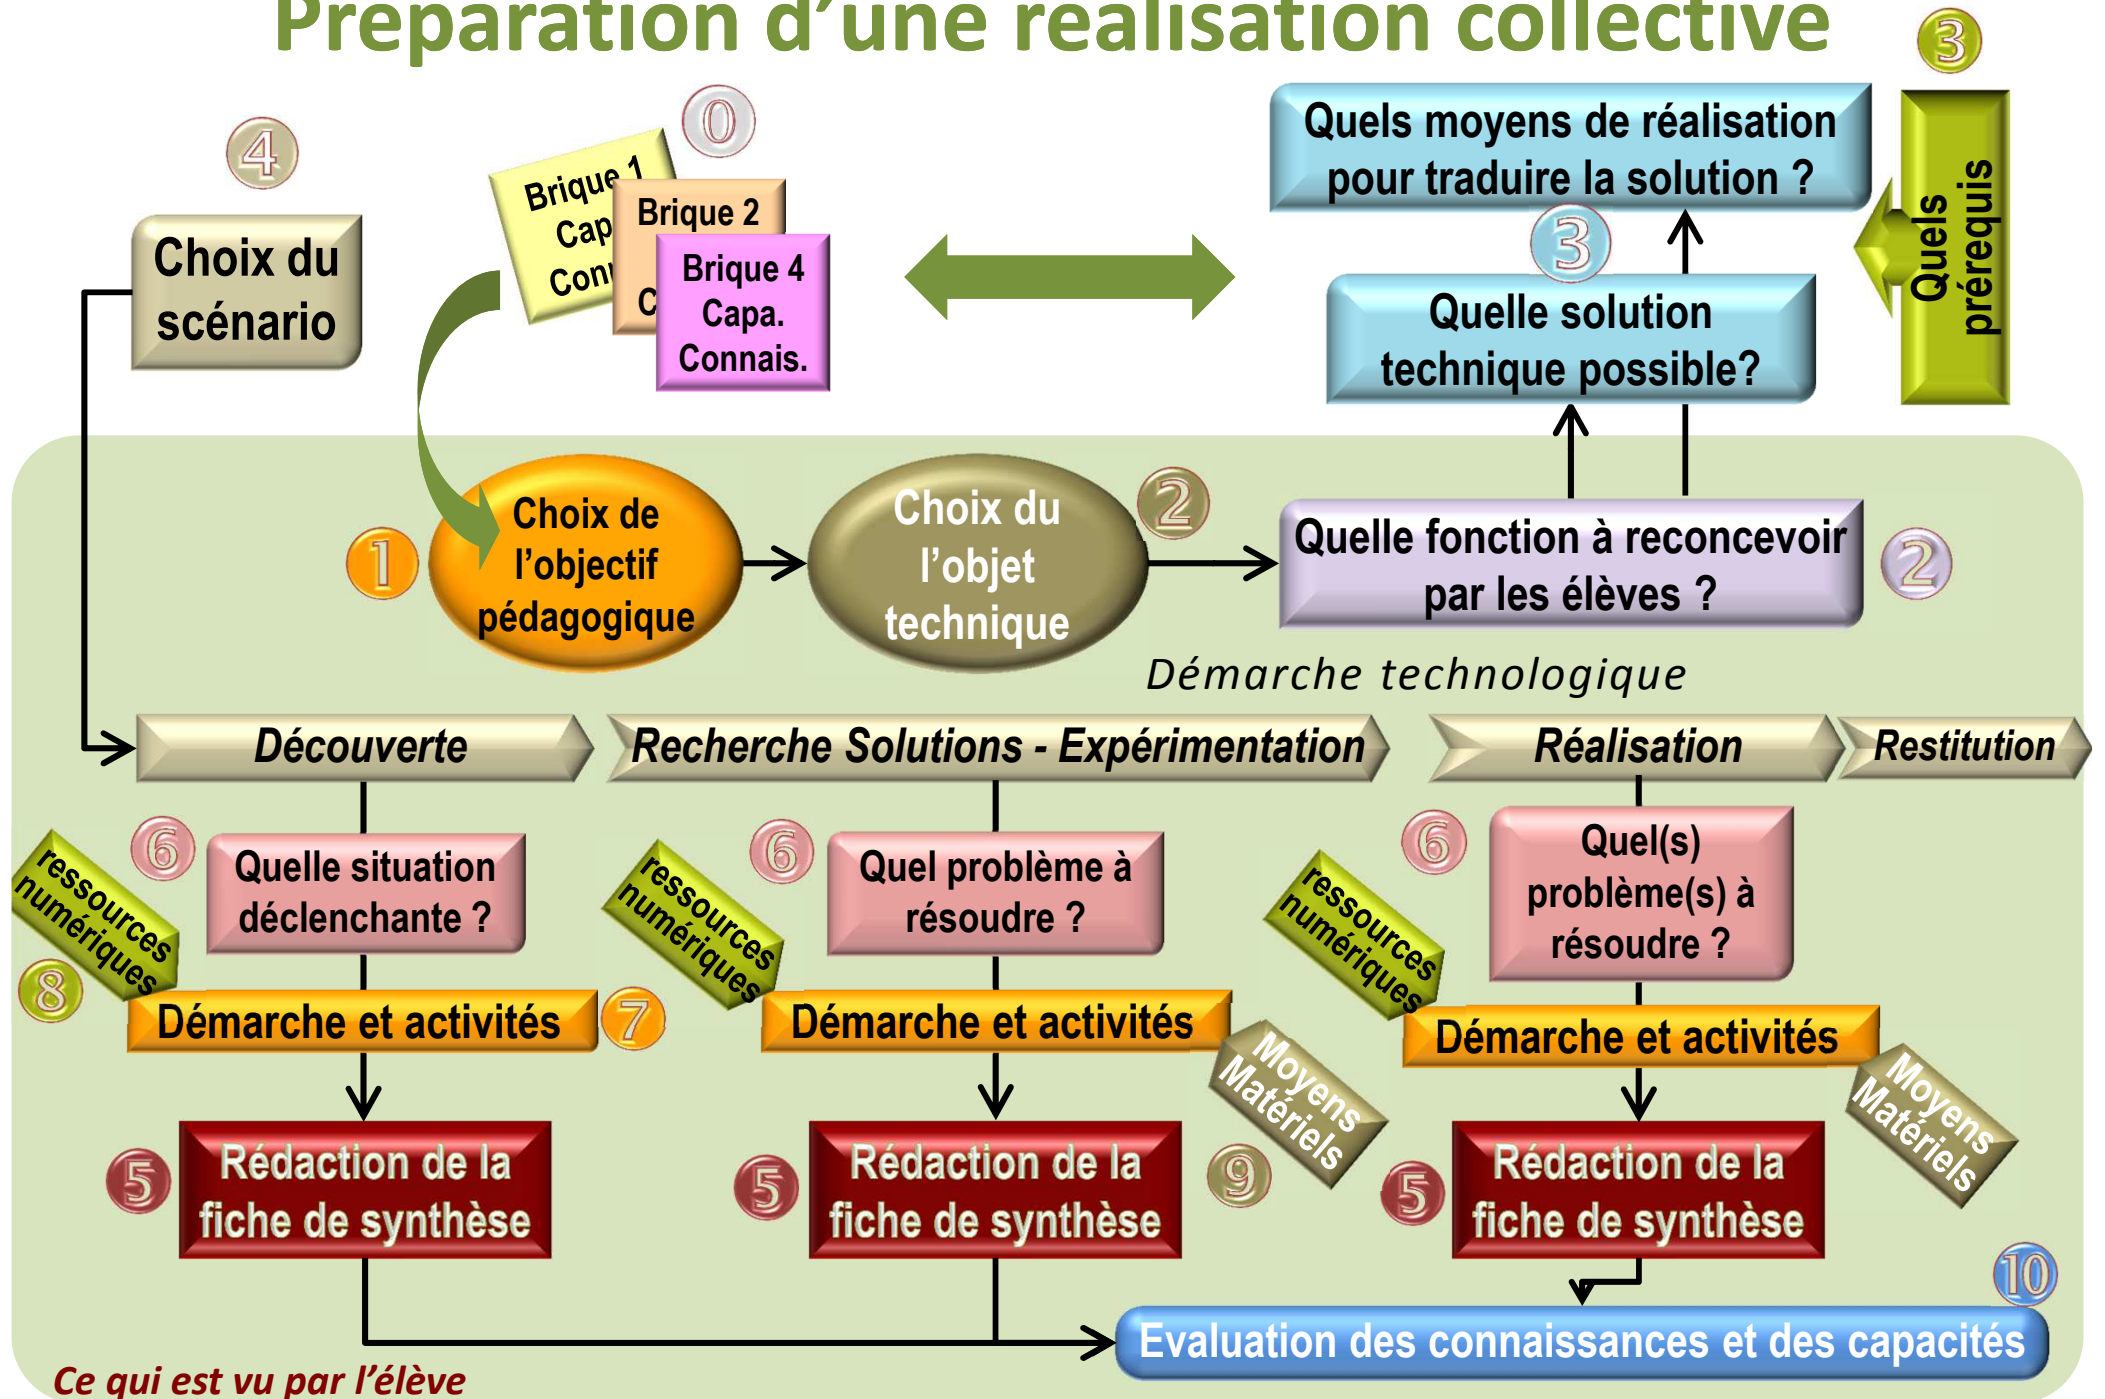 Préparation d'une réalisation collective
3
0
4
Quels moyens de réalisation
pour traduire la solution ?
Quels
prérequis
Brique 1
Cap
Con
Brique 2
C
Brique 4
Capa.
Connais.
Choix du
scénario
3
Quelle solution
technique possible?
1
Choix de
l'objectif
pédagogique
Choix du
l'objet
technique
2
Quelle fonction à reconcevoir
par les élèves ?
2
Démarche technologique
Découverte
Recherche Solutions - Expérimentation
Réalisation
Restitution
6
Quelle situation
déclenchante ?
ressources
numériques
8
Démarche et activités
7
5
Rédaction de la
fiche de synthèse
6
Quel problème à
résoudre ?
ressources
numériques
Démarche et activités
Moyens
Matériels
9
5
Rédaction de la
fiche de synthèse
6
Quel(s)
problème(s) à
résoudre ?
ressources
numériques
Démarche et activités
Moyens
Matériels
5
Rédaction de la
fiche de synthèse
10
Evaluation des connaissances et des capacités
Ce qui est vu par l'élève